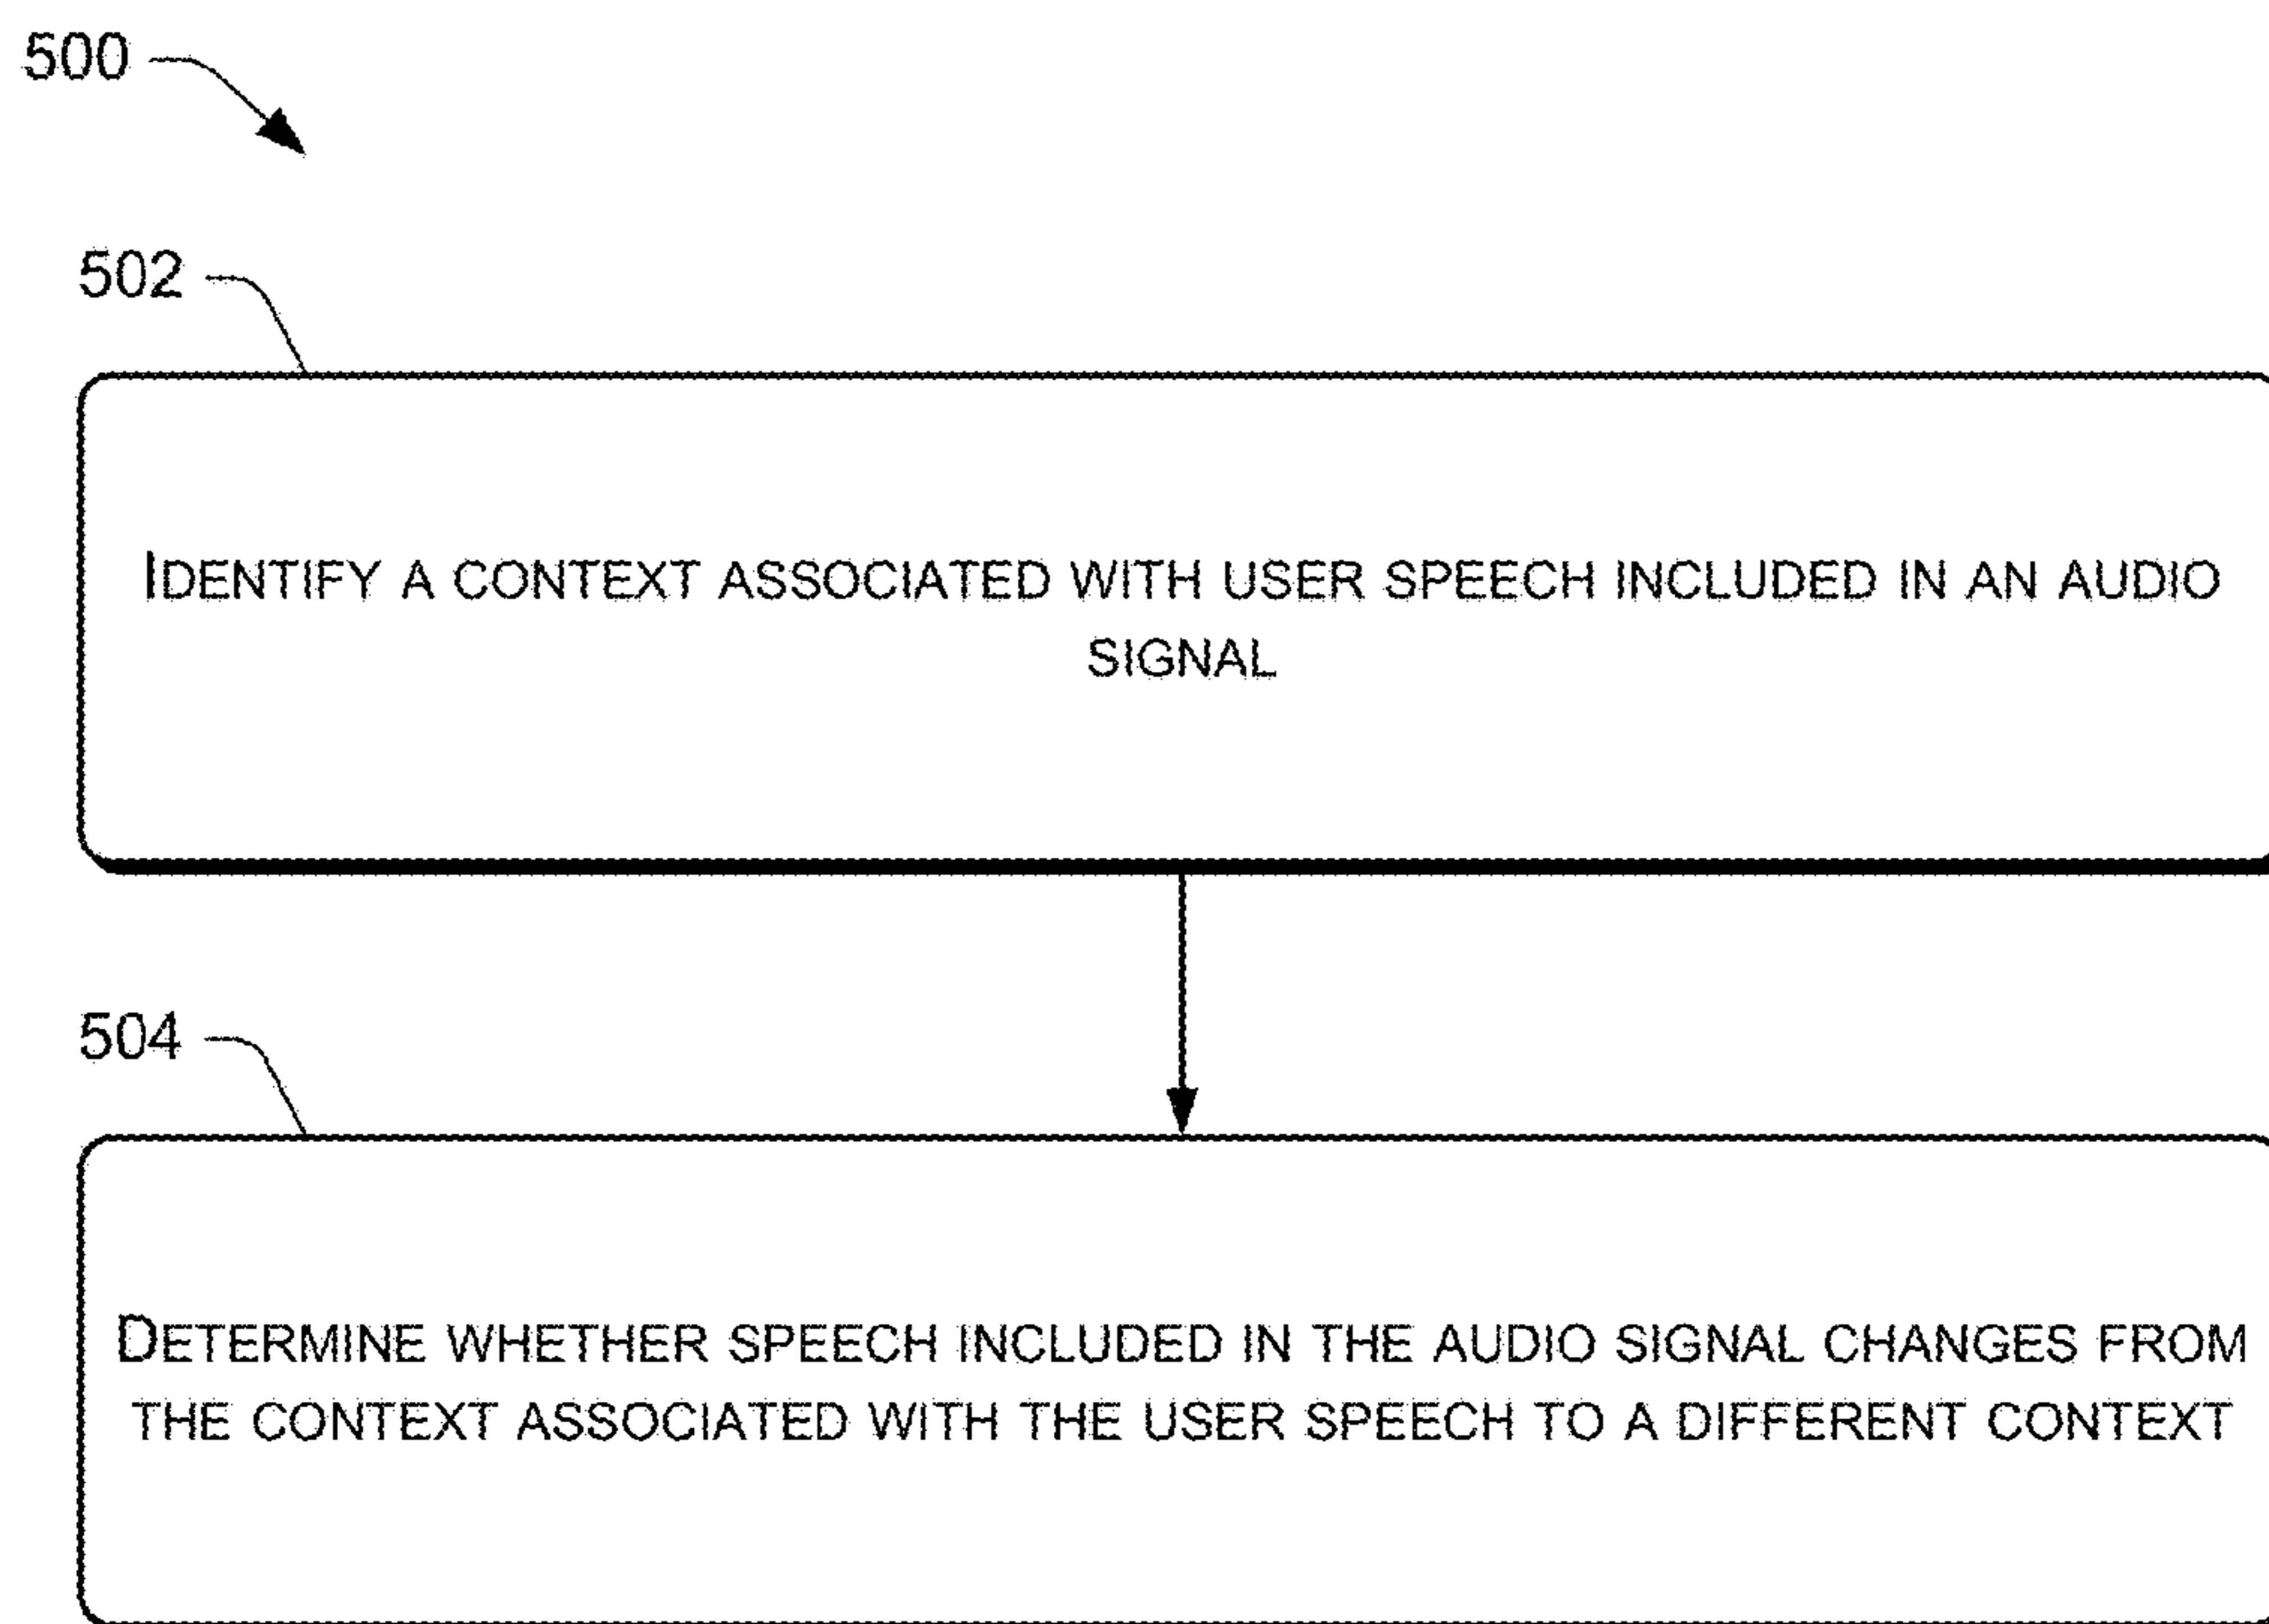 500
502
IDENTIFY A CONTEXT ASSOCIATED WITH USER SPEECH INCLUDED IN AN AUDIO
SIGNAL
504
DETERMINE WHETHER SPEECH INCLUDED IN THE AUDIO SIGNAL CHANGES FROM
THE CONTEXT ASSOCIATED WITH THE USER SPEECH TO A DIFFERENT CONTEXT